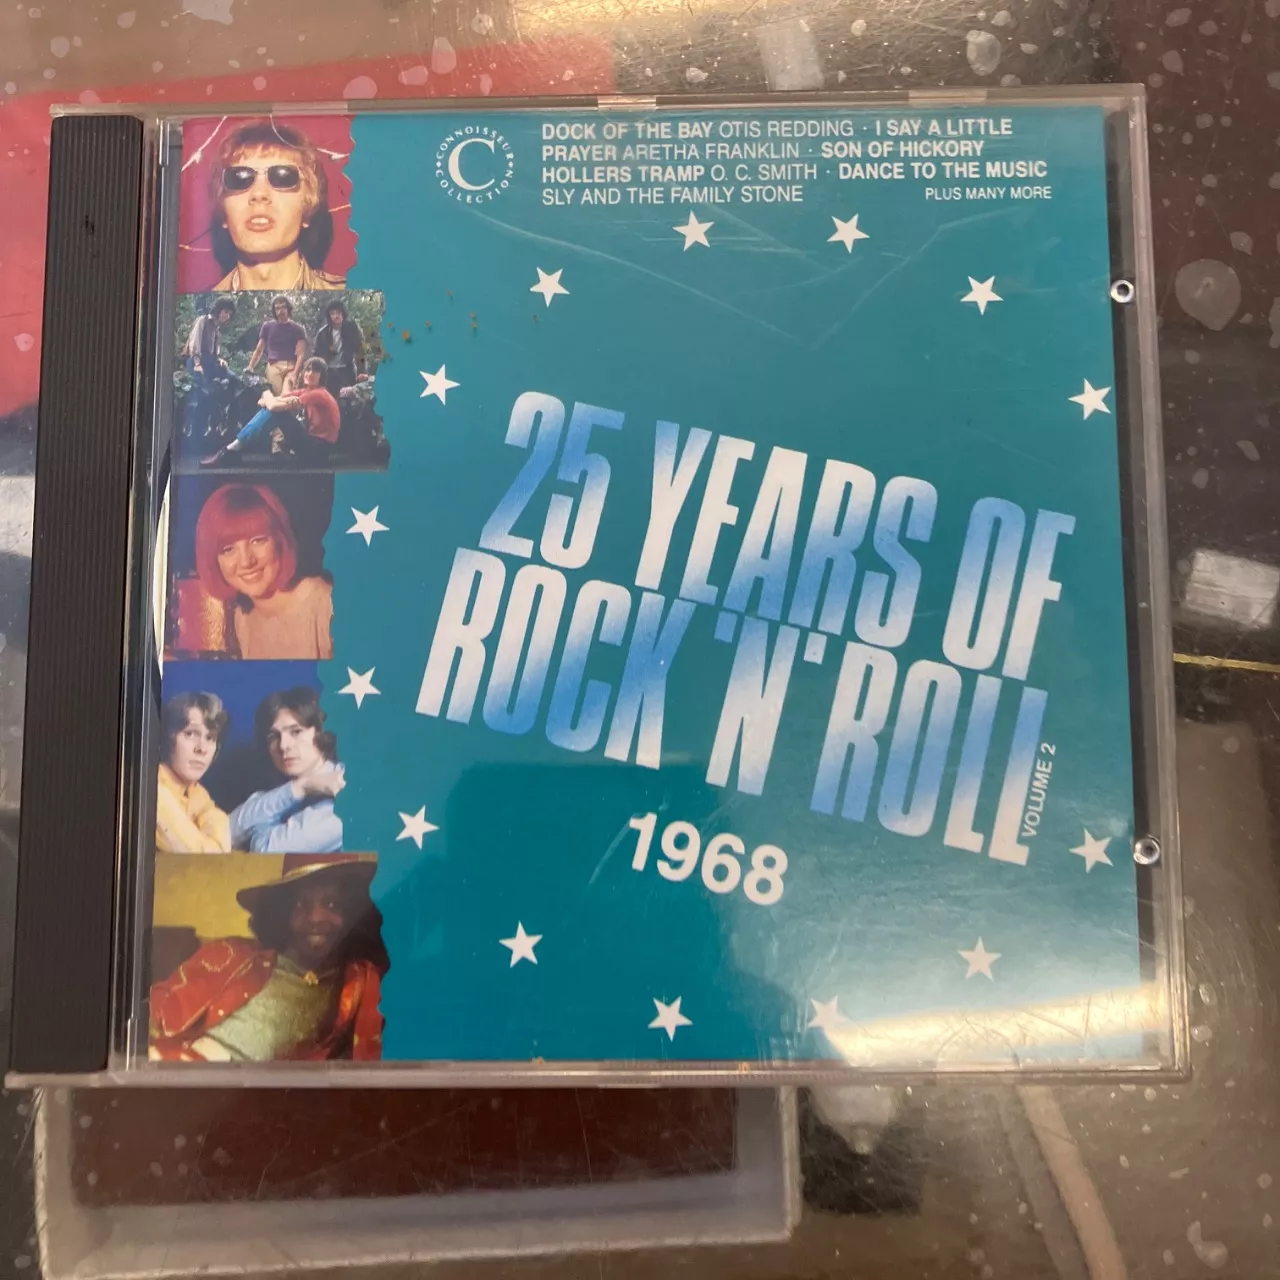 CONNOISSEUR
C
COLLECTION
DOCK OF THE BAY OTIS REDDING · I SAY A LITTLE
PRAYER ARETHA FRANKLIN · SON OF HICKORY
HOLLERS TRAMP O. C. SMITH · DANCE TO THE MUSIC
SLY AND THE FAMILY STONE
PLUS MANY MORE
25 YEARS OF
ROCK 'N' ROLL
VOLUME 2
1968